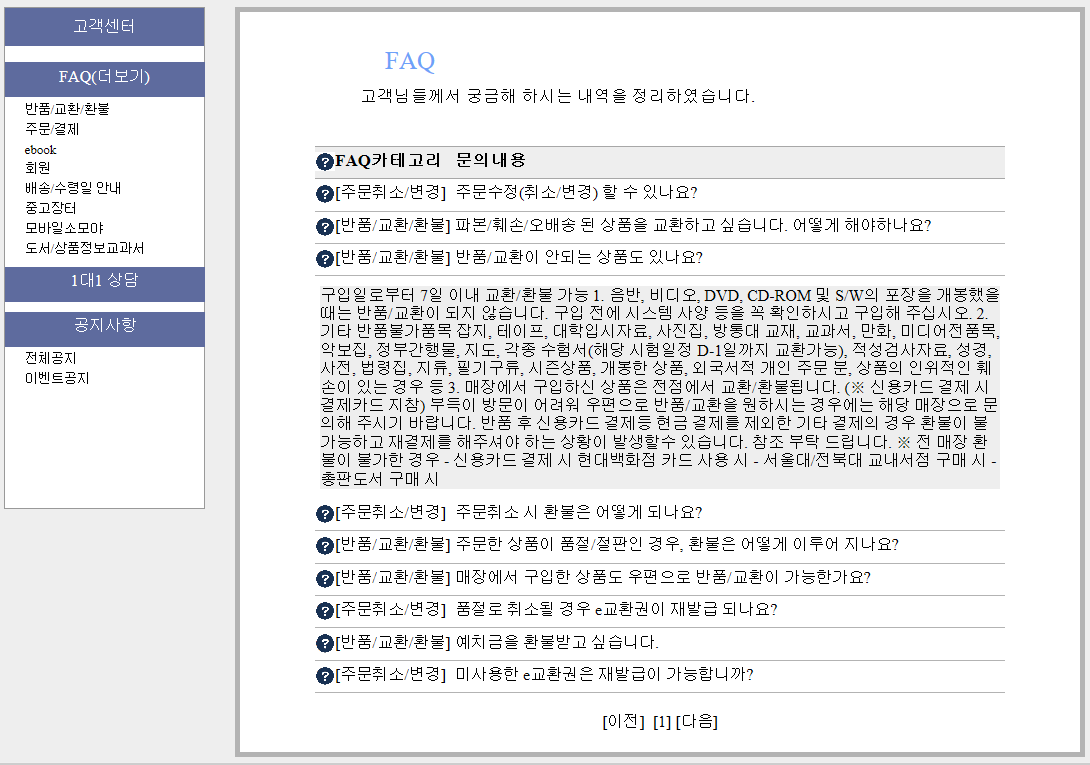 고객센터
FAQ(더보기)
반품/교환/환불
주문/결제
ebook
회원
배송/수령일 안내
중고장터
모바일소모야
도서/상품정보교과서
1대1 상담
공지사항
전체공지
이벤트공지
FAQ
고객님들께서 궁금해 하시는 내역을 정리하였습니다.
FAQ카테고리 문의내용
[주문취소/변경] 주문수정(취소/변경) 할 수 있나요?
[반품/교환/환불] 파본/훼손/오배송 된 상품을 교환하고 싶습니다. 어떻게 해야하나요?
[반품/교환/환불] 반품/교환이 안되는 상품도 있나요?
구입일로부터 7일 이내 교환/환불 가능 1. 음반, 비디오, DVD, CD-ROM 및 S/W의 포장을 개봉했을
때는 반품/교환이 되지 않습니다. 구입 전에 시스템 사양 등을 꼭 확인하시고 구입해 주십시오. 2.
기타 반품불가품목 잡지, 테이프, 대학입시자료, 사진집, 방통대 교재, 교과서, 만화, 미디어전품목,
악보집, 정부간행물, 지도, 각종 수험서(해당 시험일정 D-1일까지 교환가능), 적성검사자료, 성경,
사전, 법령집, 지류, 필기구류, 시즌상품, 개봉한 상품, 외국서적 개인 주문 분, 상품의 인위적인 훼
손이 있는 경우 등 3. 매장에서 구입하신 상품은 전점에서 교환/환불됩니다. (※ 신용카드 결제 시
결제카드 지참) 부득이 방문이 어려워 우편으로 반품/교환을 원하시는 경우에는 해당 매장으로 문
의해 주시기 바랍니다. 반품 후 신용카드 결제등 현금 결제를 제외한 기타 결제의 경우 환불이 불
가능하고 재결제를 해주셔야 하는 상황이 발생할수 있습니다. 참조 부탁 드립니다. ※ 전 매장 환
불이 불가한 경우 - 신용카드 결제 시 현대백화점 카드 사용 시 - 서울대/전북대 교내서점 구매 시 -
총판도서 구매 시
[주문취소/변경] 주문취소 시 환불은 어떻게 되나요?
[반품/교환/환불] 주문한 상품이 품절/절판인 경우, 환불은 어떻게 이루어 지나요?
[반품/교환/환불] 매장에서 구입한 상품도 우편으로 반품/교환이 가능한가요?
[주문취소/변경] 품절로 취소될 경우 e교환권이 재발급 되나요?
[반품/교환/환불] 예치금을 환불받고 싶습니다.
[주문취소/변경] 미사용한 e교환권은 재발급이 가능합니까?
[이전] [1] [다음]